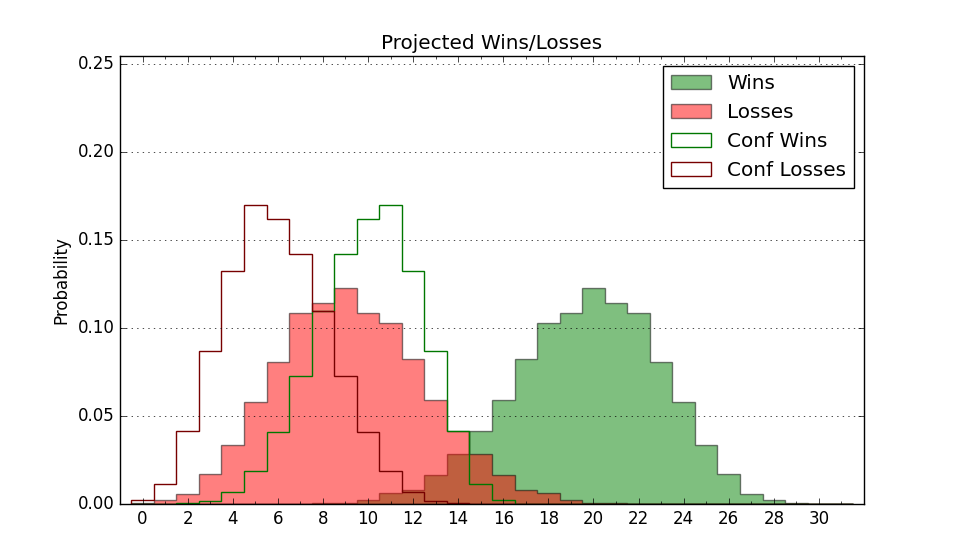 Projected Wins/Losses
0.25
0.20
0.15
0.10
0.05
0.00
Probability
Wins
Losses
Conf Wins
Conf Losses
0 2 4 6 8 10 12 14 16 18 20 22 24 26 28 30